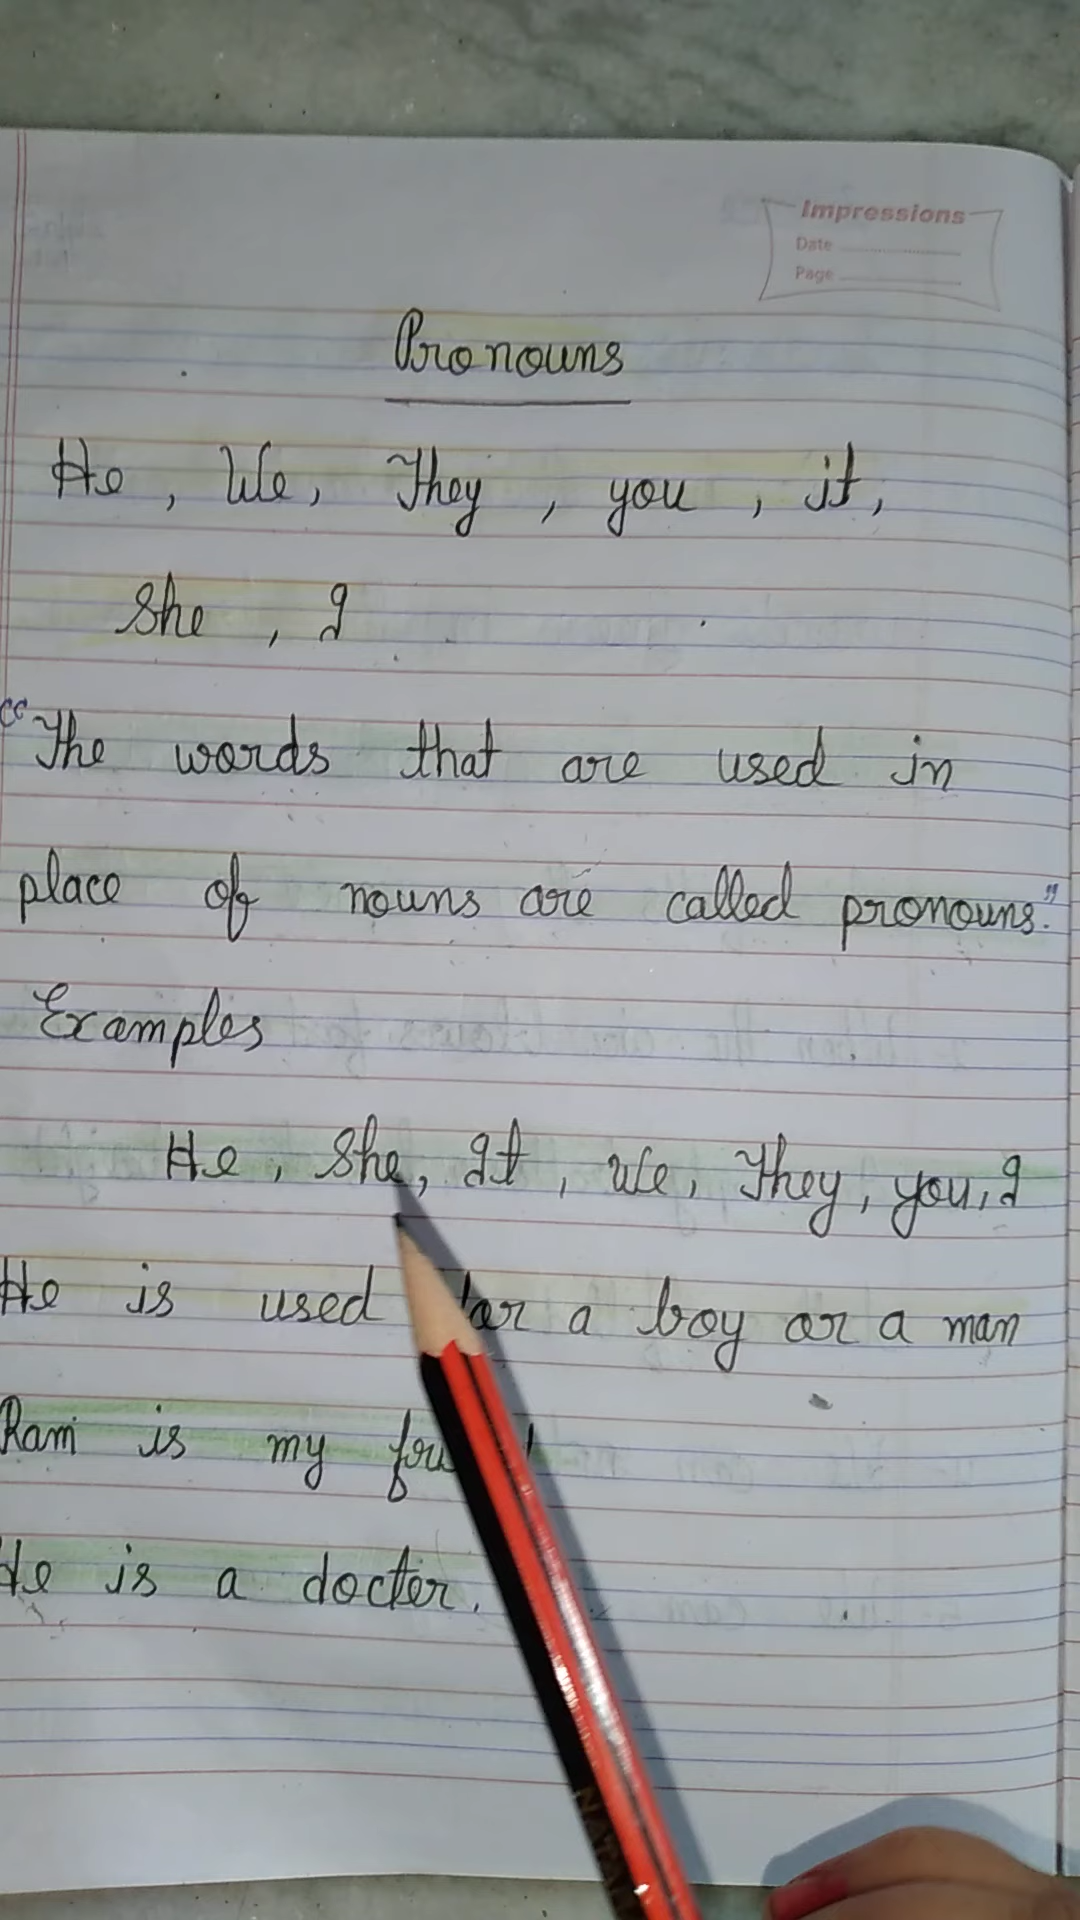 Impressions
Date
Page
Pronouns
He, We, They, you, it,
She, I
"The words that are used in
place of nouns are called pronouns."
Examples
He, She, It, We, They, you, I
He is used a boy or a man
Ram is my
He is a docter.
NATARAJ